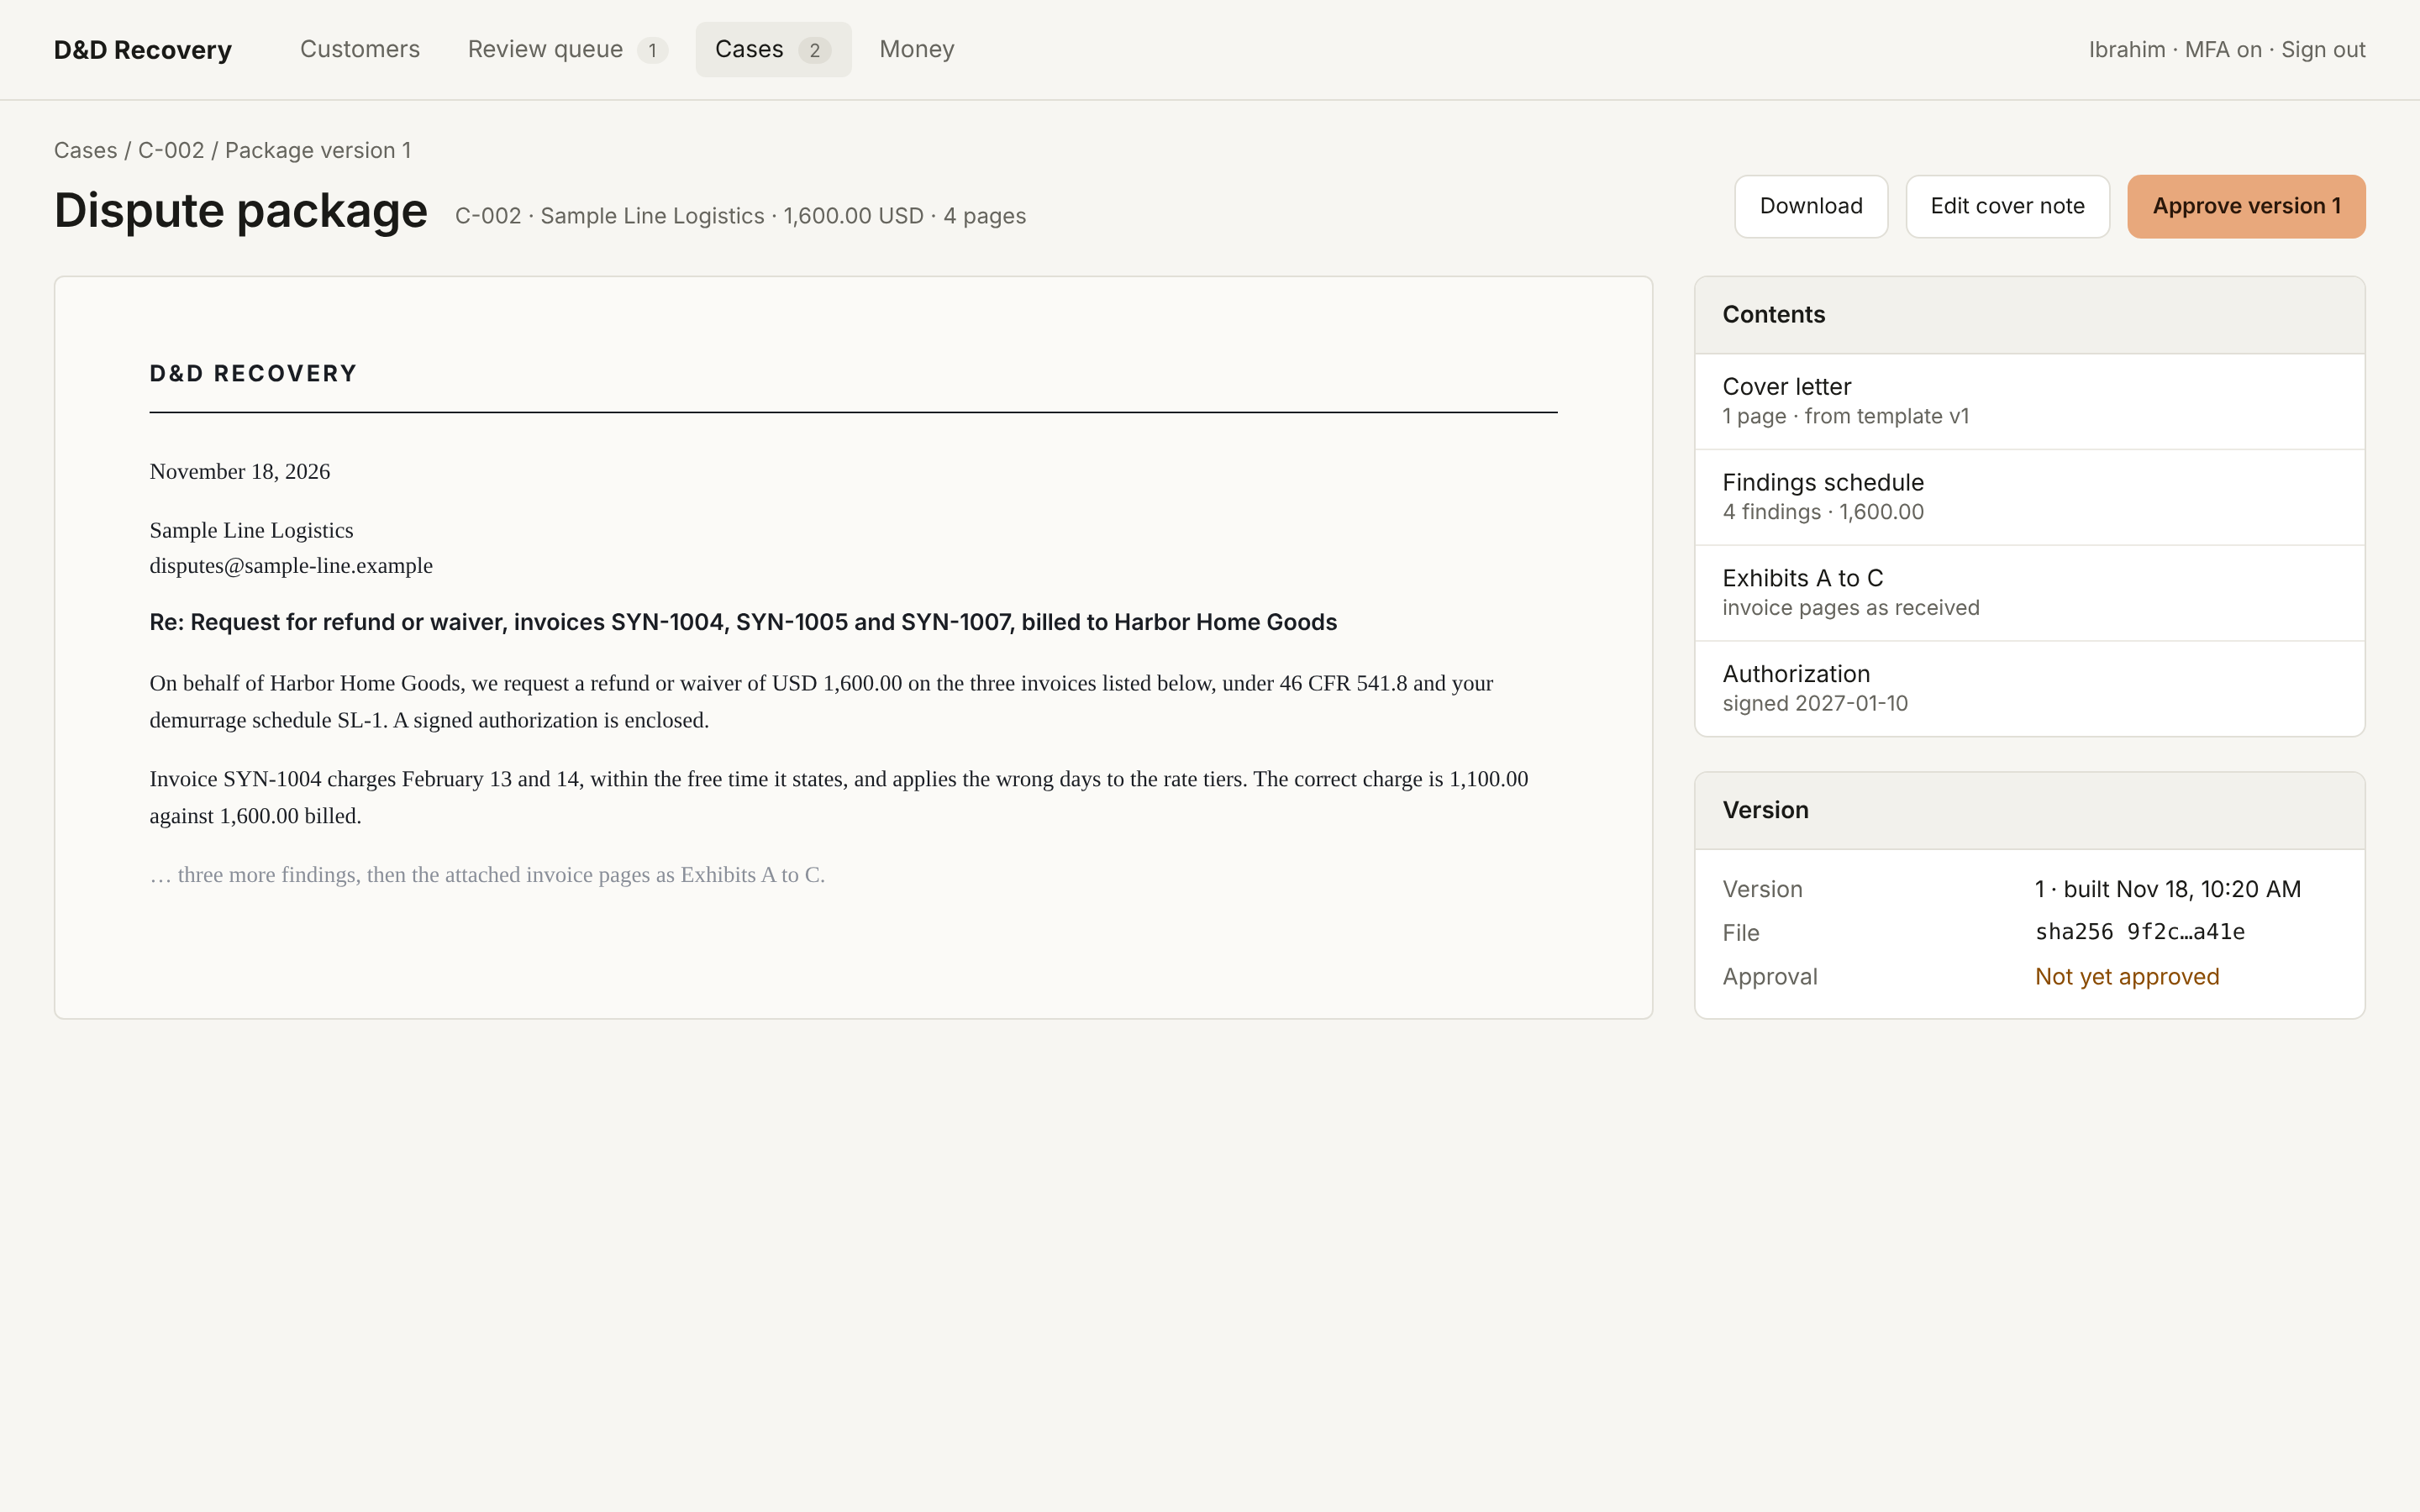 D&D Recovery
Customers
Review queue 1
Cases 2
Money
Ibrahim · MFA on · Sign out
Cases / C-002 / Package version 1
Dispute package
C-002 · Sample Line Logistics · 1,600.00 USD · 4 pages
Download
Edit cover note
Approve version 1
D&D RECOVERY
November 18, 2026
Sample Line Logistics
disputes@sample-line.example
Re: Request for refund or waiver, invoices SYN-1004, SYN-1005 and SYN-1007, billed to Harbor Home Goods
On behalf of Harbor Home Goods, we request a refund or waiver of USD 1,600.00 on the three invoices listed below, under 46 CFR 541.8 and your
demurrage schedule SL-1. A signed authorization is enclosed.
Invoice SYN-1004 charges February 13 and 14, within the free time it states, and applies the wrong days to the rate tiers. The correct charge is 1,100.00
against 1,600.00 billed.
… three more findings, then the attached invoice pages as Exhibits A to C.
Contents
Cover letter
1 page · from template v1
Findings schedule
4 findings · 1,600.00
Exhibits A to C
invoice pages as received
Authorization
signed 2027-01-10
Version
Version 1 · built Nov 18, 10:20 AM
File sha256 9f2c…a41e
Approval Not yet approved